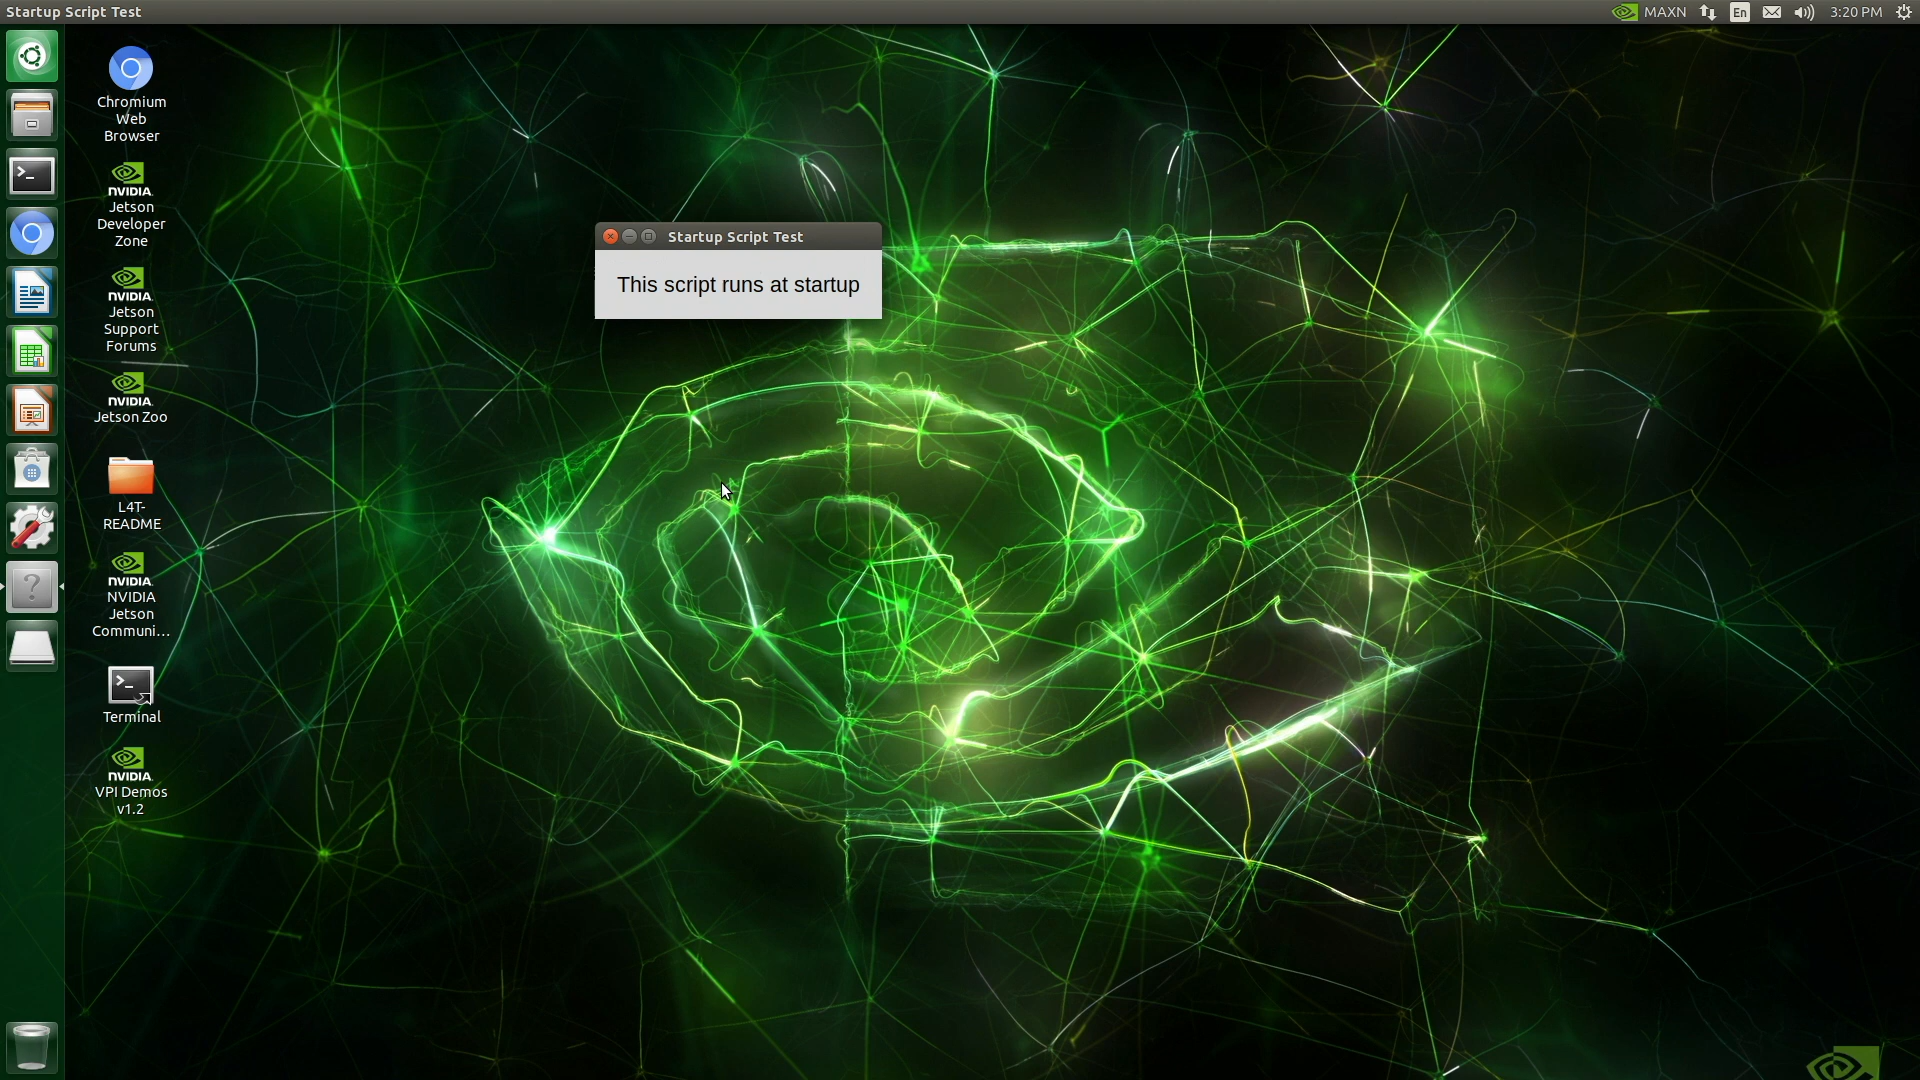 Startup Script Test
MAXN
En
3:20 PM
Chromium
Web
Browser
NVIDIA.
Jetson
Developer
Zone
NVIDIA.
Jetson
Support
Forums
NVIDIA.
Jetson Zoo
L4T-
README
NVIDIA.
NVIDIA
Jetson
Communi...
Terminal
NVIDIA.
VPI Demos
v1.2
Startup Script Test
This script runs at startup